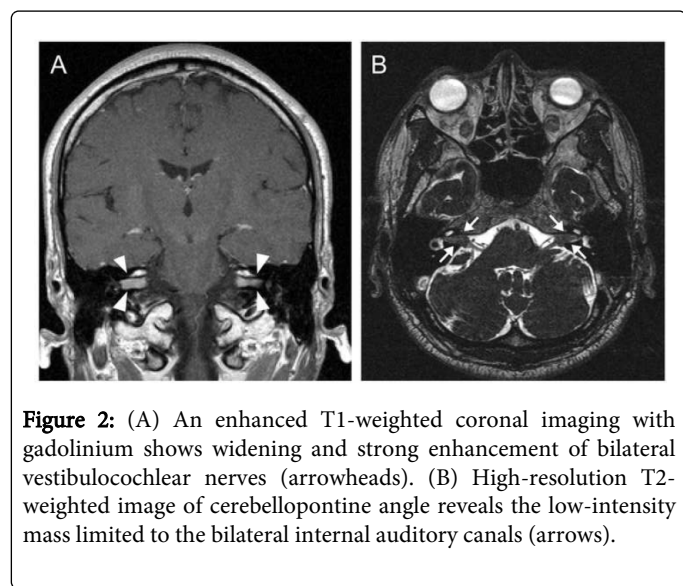 A
B
Figure 2: (A) An enhanced T1-weighted coronal imaging with
gadolinium shows widening and strong enhancement of bilateral
vestibulocochlear nerves (arrowheads). (B) High-resolution T2-
weighted image of cerebellopontine angle reveals the low-intensity
mass limited to the bilateral internal auditory canals (arrows).